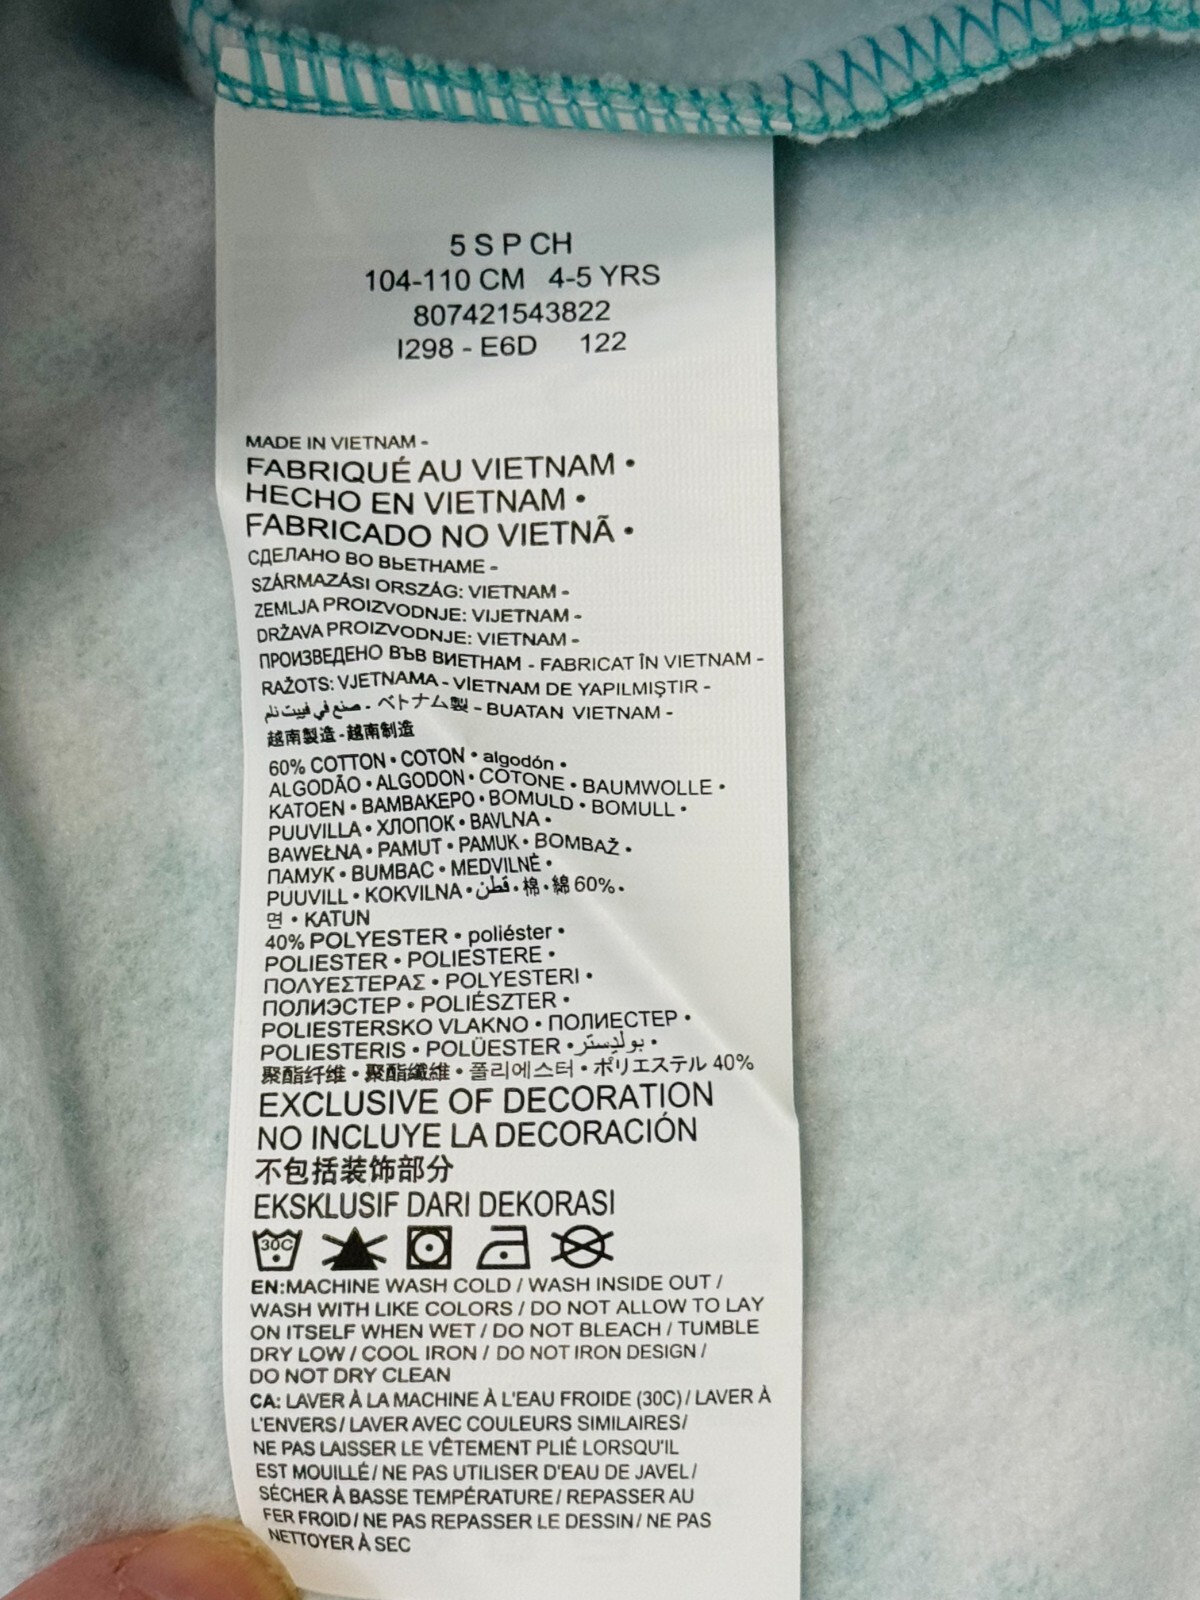 5 S P CH
104-110 CM 4-5 YRS
807421543822
I298 - E6D 122
MADE IN VIETNAM -
FABRIQUÉ AU VIETNAM •
HECHO EN VIETNAM •
FABRICADO NO VIETNÃ •
СДЕЛАНО ВО ВЬЕТНАМЕ -
SZÁRMAZÁSI ORSZÁG: VIETNAM -
ZEMLJA PROIZVODNJE: VIJETNAM -
DRŽAVA PROIZVODNJE: VIETNAM -
ПРОИЗВЕДЕНО ВЪВ ВИЕТНАМ - FABRICAT ÎN VIETNAM -
RAŽOTS: VJETNAMA - VIETNAM DE YAPILMIŞTIR -
صنع في فييت نلم - ベトナム製 - BUATAN VIETNAM -
越南製造 - 越南制造
60% COTTON • COTON • algodón •
ALGODÃO • ALGODON • COTONE • BAUMWOLLE •
KATOEN • ΒΑΜΒΑΚΕΡΟ • BOMULD • BOMULL •
PUUVILLA • ХЛОПОК • BAVLNA •
BAWEŁNA • PAMUT • PAMUK • BOMBAŽ •
ПАМУК • BUMBAC • MEDVILNĖ •
PUUVILL • KOKVILNA • قطن • 棉 • 綿 60% •
면 • KATUN
40% POLYESTER • poliéster •
POLIESTER • POLIESTERE •
ΠΟΛΥΕΣΤΕΡΑΣ • POLYESTERI •
ПОЛИЭСТЕР • POLIÉSZTER •
POLIESTERSKO VLAKNO • ПОЛИЕСТЕР •
POLIESTERIS • POLÜESTER • بولدستر •
聚酯纤维 • 聚酯纖維 • 폴리에스터 • ポリエステル 40%
EXCLUSIVE OF DECORATION
NO INCLUYE LA DECORACIÓN
不包括装饰部分
EKSKLUSIF DARI DEKORASI
30C
EN:MACHINE WASH COLD / WASH INSIDE OUT /
WASH WITH LIKE COLORS / DO NOT ALLOW TO LAY
ON ITSELF WHEN WET / DO NOT BLEACH / TUMBLE
DRY LOW / COOL IRON / DO NOT IRON DESIGN /
DO NOT DRY CLEAN
CA: LAVER À LA MACHINE À L'EAU FROIDE (30C) / LAVER À
L'ENVERS / LAVER AVEC COULEURS SIMILAIRES /
NE PAS LAISSER LE VÊTEMENT PLIÉ LORSQU'IL
EST MOUILLÉ / NE PAS UTILISER D'EAU DE JAVEL /
SÉCHER À BASSE TEMPÉRATURE / REPASSER AU
FER FROID / NE PAS REPASSER LE DESSIN / NE PAS
NETTOYER À SEC